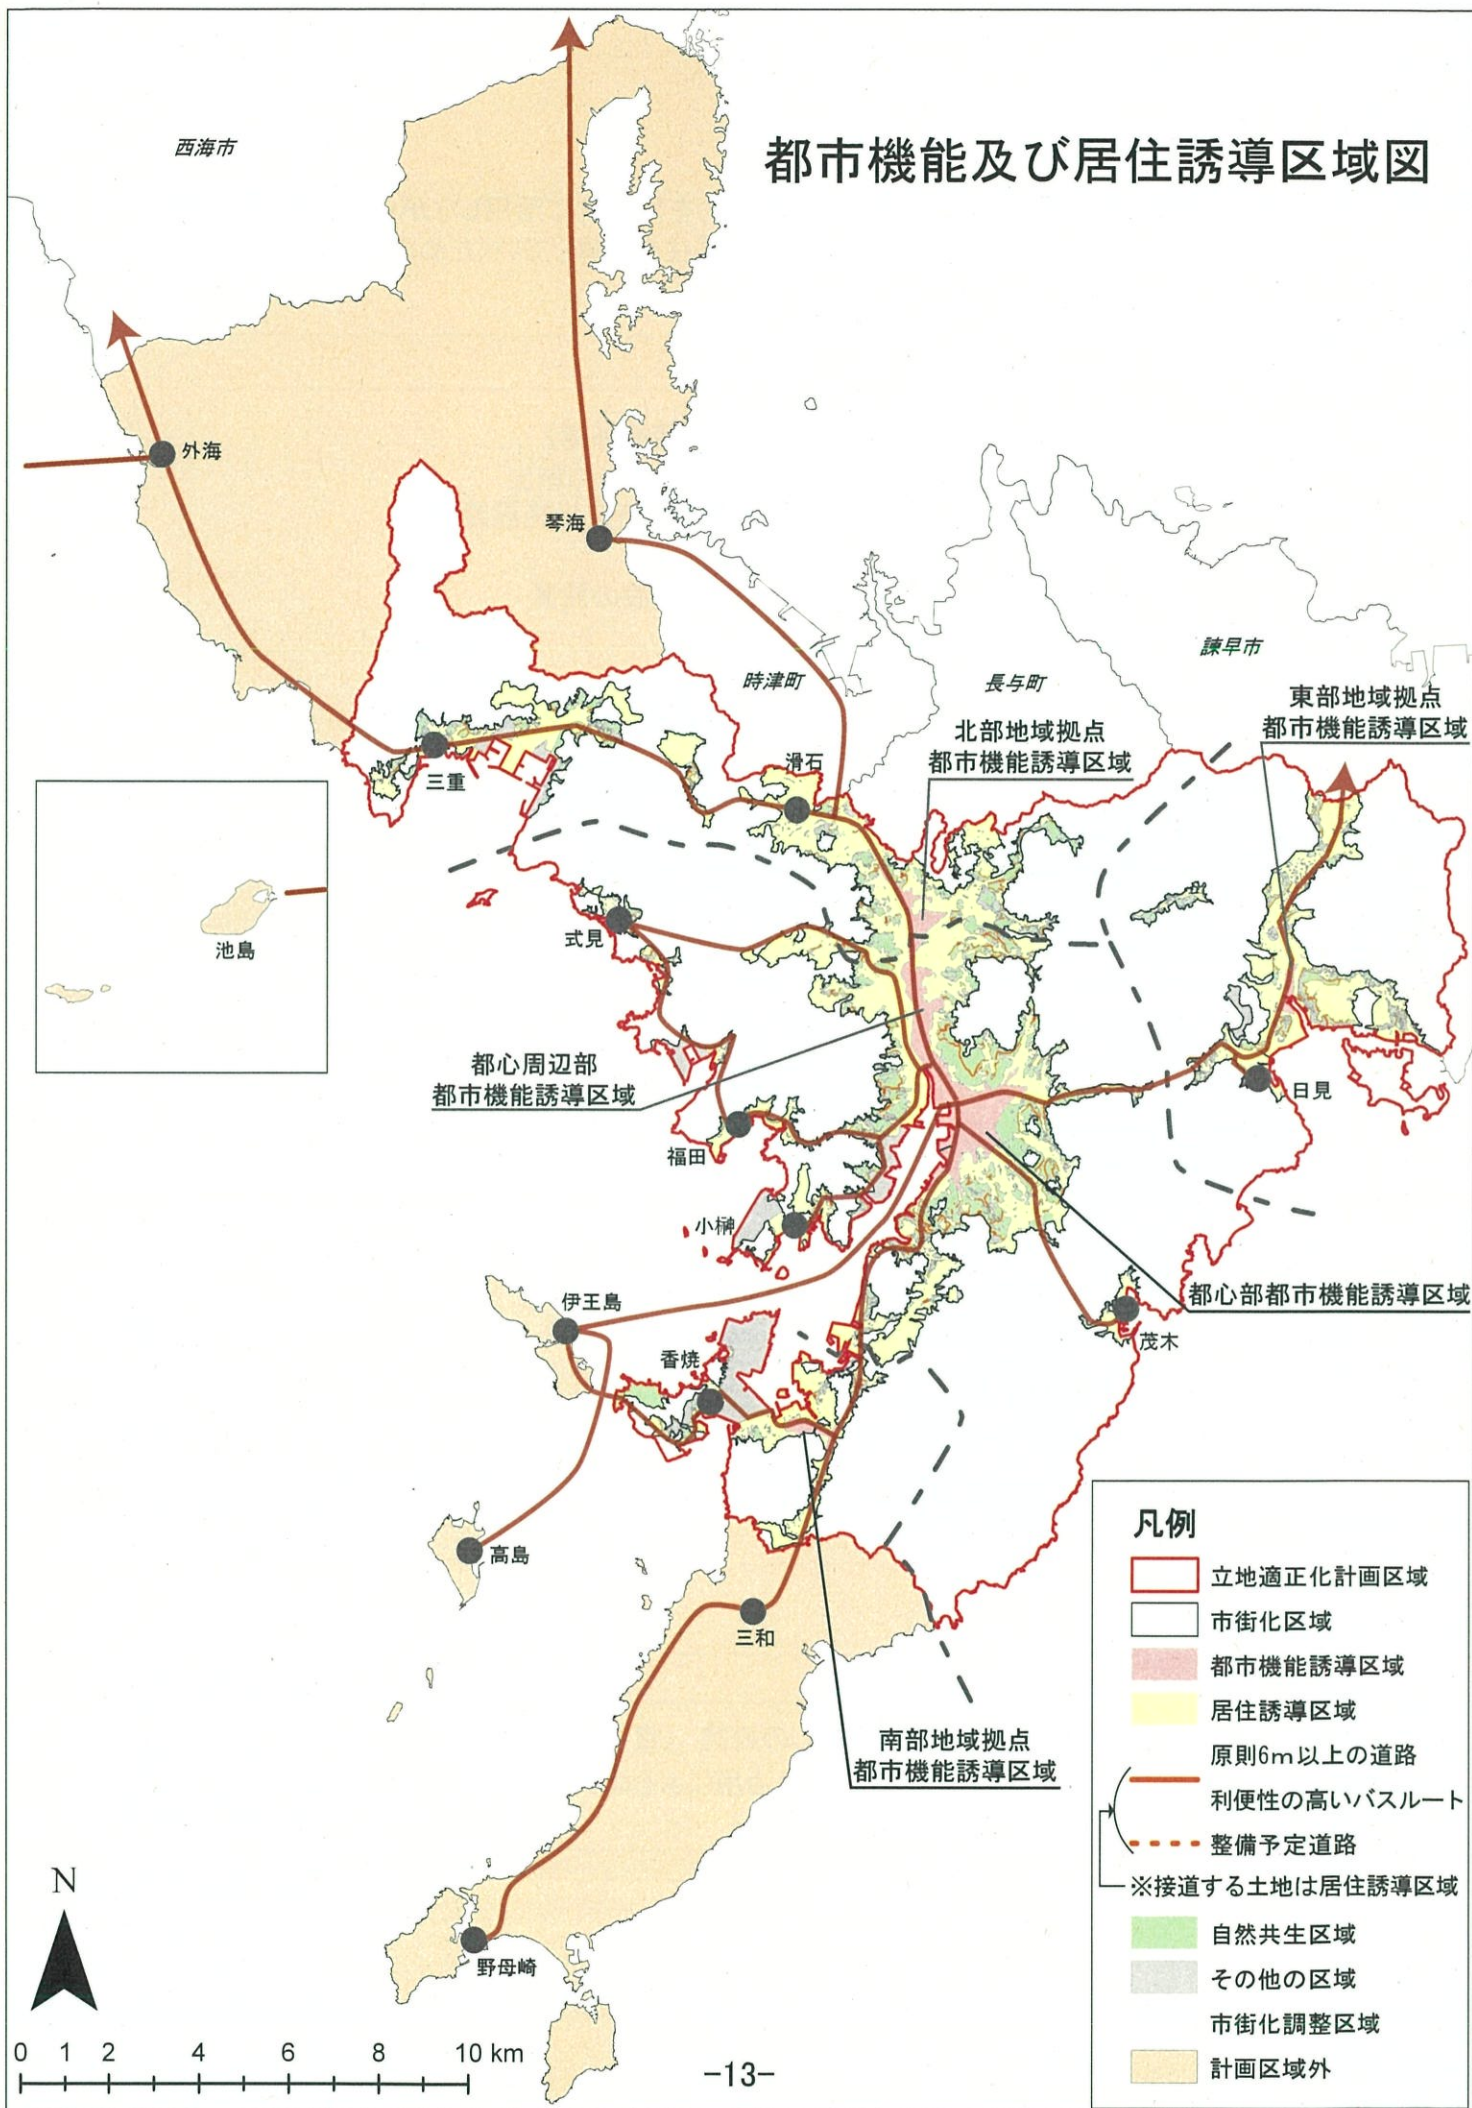 都市機能及び居住誘導区域図
西海市
外海
琴海
時津町
長与町
諫早市
東部地域拠点
都市機能誘導区域
北部地域拠点
都市機能誘導区域
滑石
三重
式見
池島
都心周辺部
都市機能誘導区域
日見
福田
小榊
都心部都市機能誘導区域
伊王島
茂木
香焼
高島
三和
南部地域拠点
都市機能誘導区域
野母崎
凡例
立地適正化計画区域
市街化区域
都市機能誘導区域
居住誘導区域
原則6m以上の道路
利便性の高いバスルート
整備予定道路
※接道する土地は居住誘導区域
自然共生区域
その他の区域
市街化調整区域
計画区域外
N
0 1 2 4 6 8 10 km
-13-